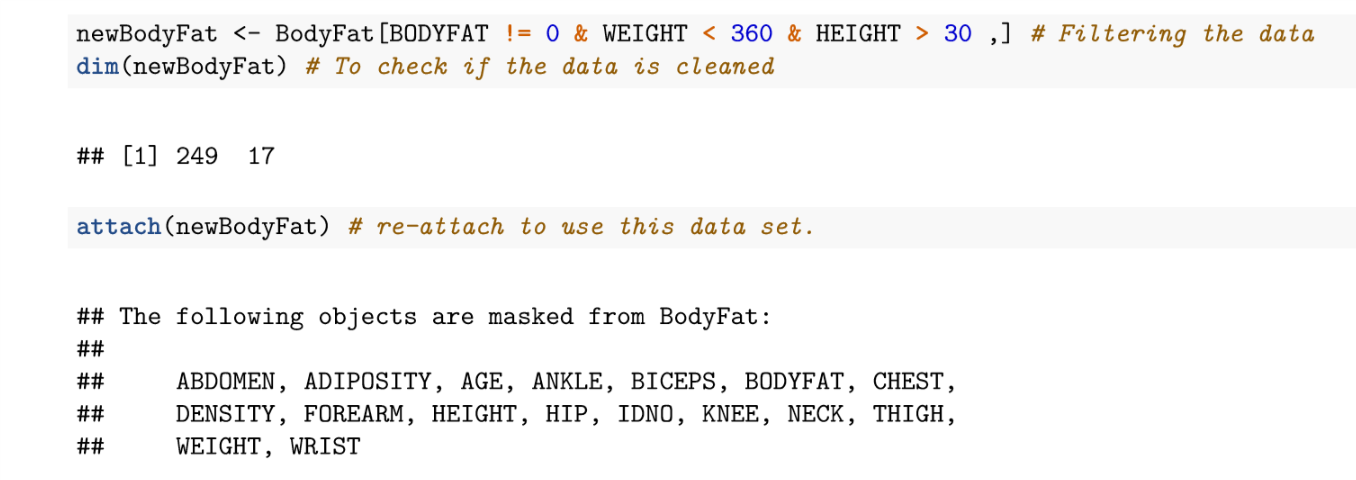 newBodyFat <- BodyFat[BODYFAT != 0 & WEIGHT < 360 & HEIGHT > 30 ,] # Filtering the data
dim(newBodyFat) # To check if the data is cleaned
## [1] 249  17
attach(newBodyFat) # re-attach to use this data set.
## The following objects are masked from BodyFat:
##
##     ABDOMEN, ADIPOSITY, AGE, ANKLE, BICEPS, BODYFAT, CHEST,
##     DENSITY, FOREARM, HEIGHT, HIP, IDNO, KNEE, NECK, THIGH,
##     WEIGHT, WRIST